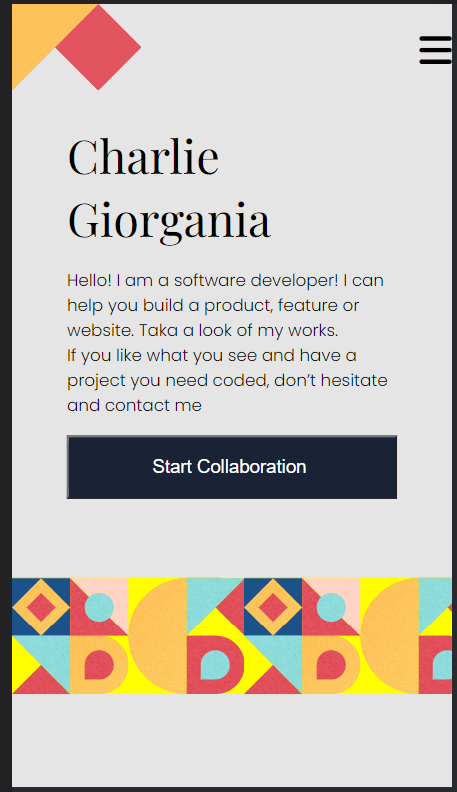 Charlie
Giorgania
Hello! I am a software developer! I can
help you build a product, feature or
website. Taka a look of my works.
If you like what you see and have a
project you need coded, don’t hesitate
and contact me
Start Collaboration